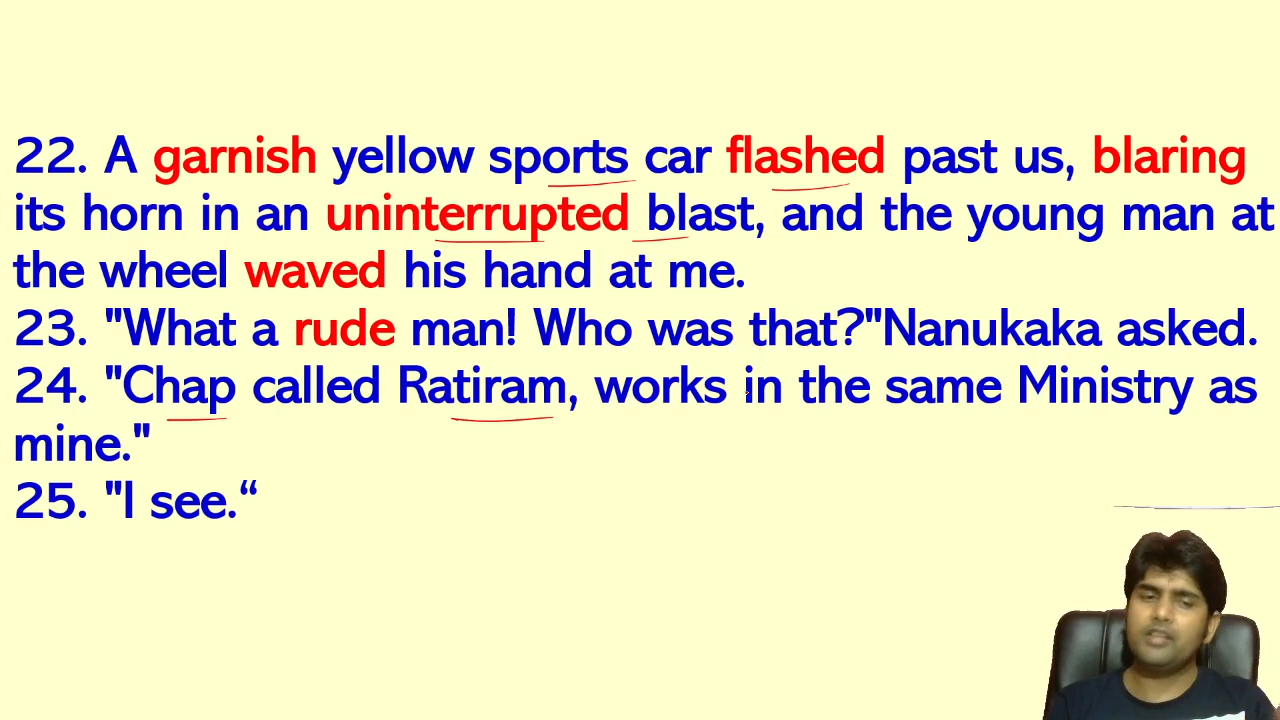 22. A garnish yellow sports car flashed past us, blaring
its horn in an uninterrupted blast, and the young man at
the wheel waved his hand at me.
23. "What a rude man! Who was that?"Nanukaka asked.
24. "Chap called Ratiram, works in the same Ministry as
mine."
25. "I see.“